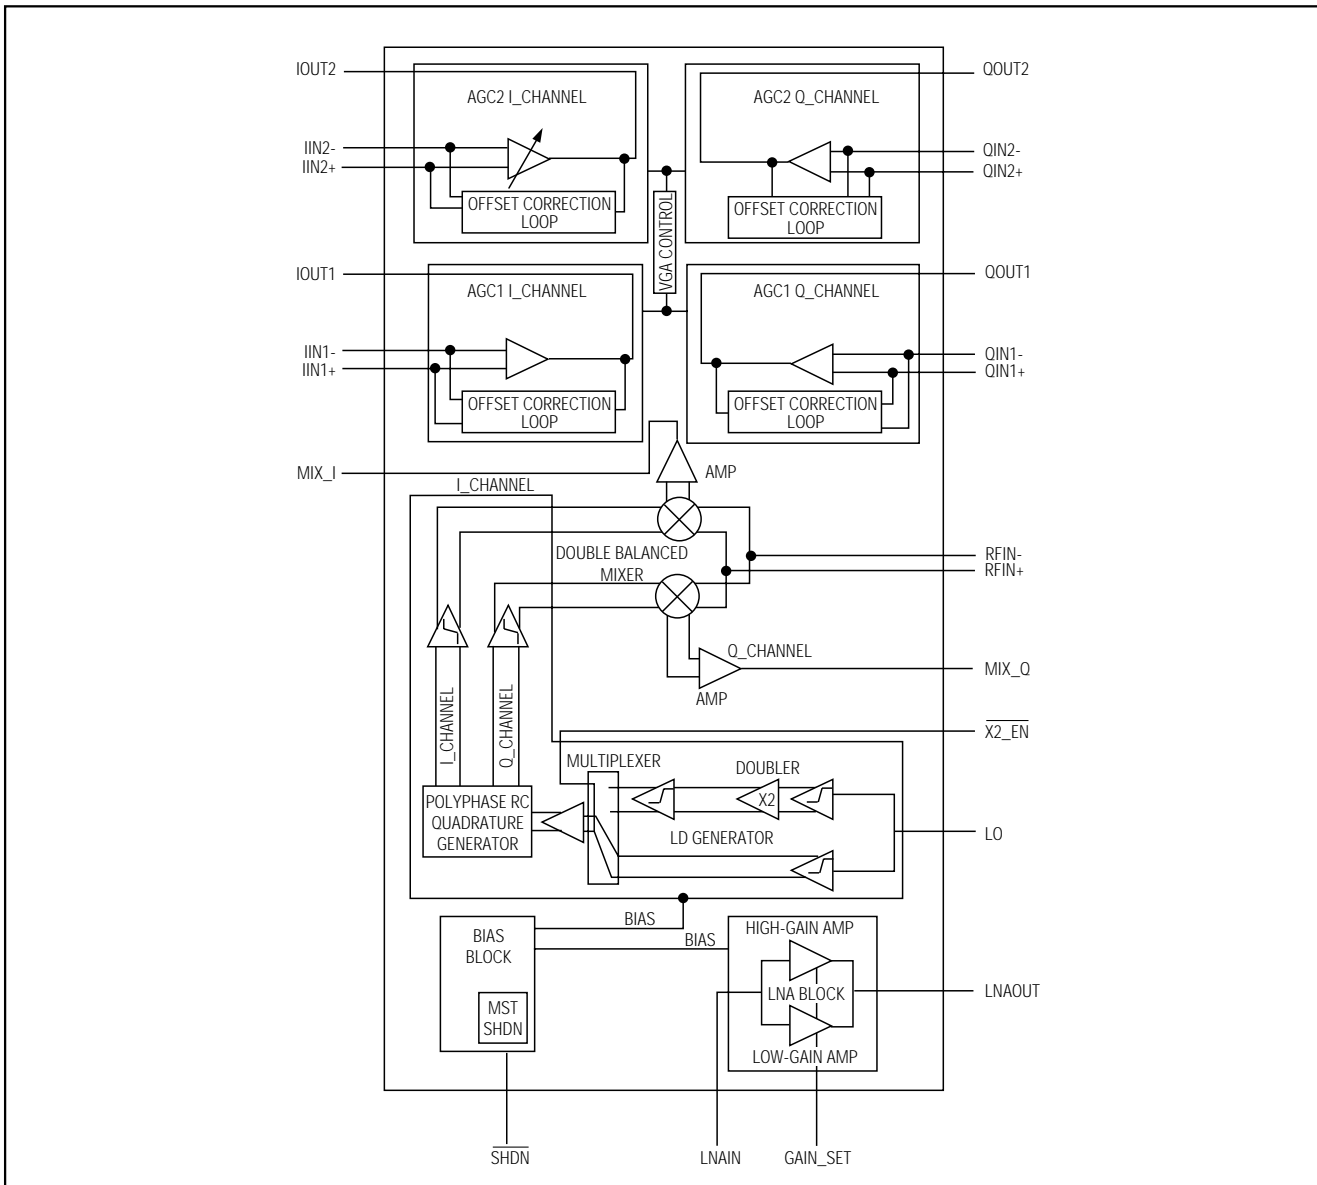 IOUT2
QOUT2
AGC2 I_CHANNEL
AGC2 Q_CHANNEL
IIN2-
IIN2+
QIN2-
QIN2+
OFFSET CORRECTION
LOOP
OFFSET CORRECTION
LOOP
VGA CONTROL
IOUT1
QOUT1
AGC1 I_CHANNEL
AGC1 Q_CHANNEL
IIN1-
IIN1+
QIN1-
QIN1+
OFFSET CORRECTION
LOOP
OFFSET CORRECTION
LOOP
MIX_I
AMP
I_CHANNEL
DOUBLE BALANCED
MIXER
RFIN-
RFIN+
Q_CHANNEL
MIX_Q
AMP
I_CHANNEL
Q_CHANNEL
X2_EN
MULTIPLEXER
DOUBLER
X2
POLYPHASE RC
QUADRATURE
GENERATOR
LD GENERATOR
LO
BIAS
BIAS
BIAS
BLOCK
MST
SHDN
HIGH-GAIN AMP
LNA BLOCK
LOW-GAIN AMP
LNAOUT
SHDN
LNAIN
GAIN_SET